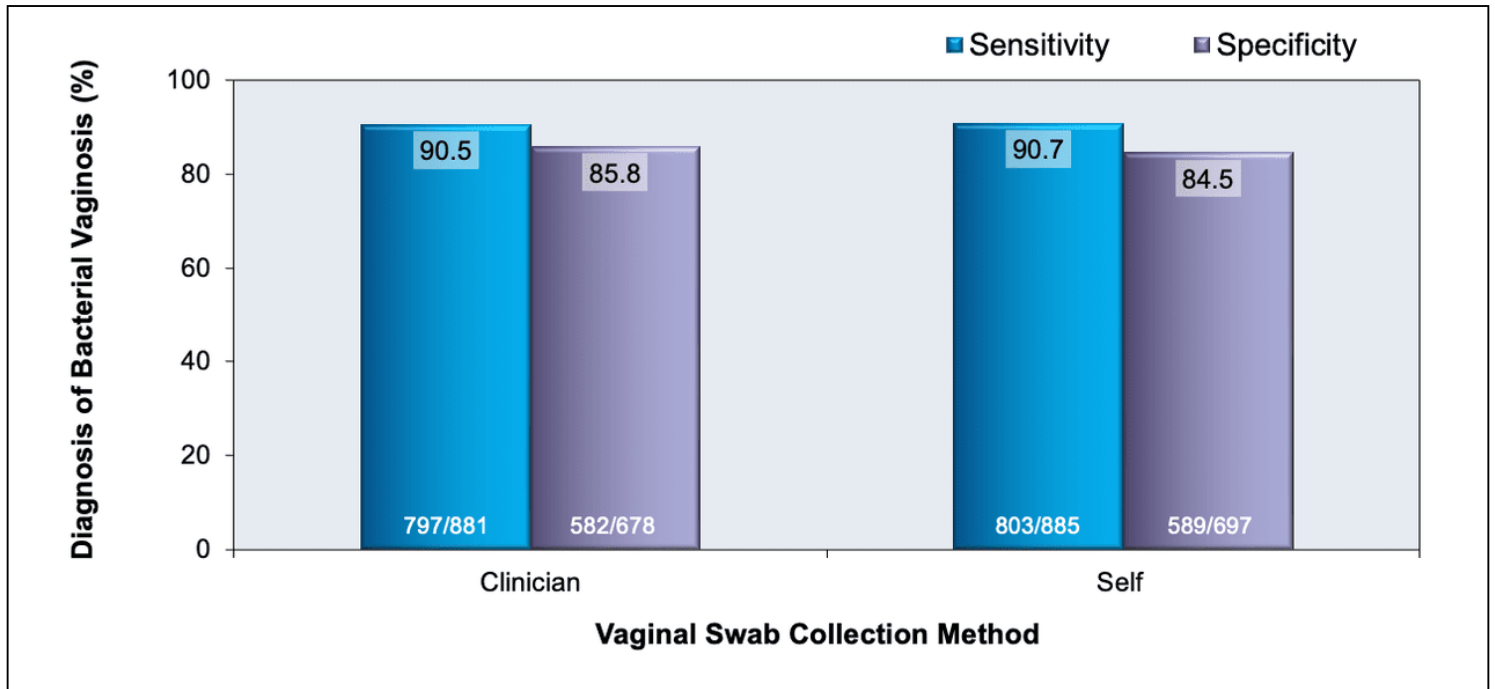 Sensitivity Specificity
Diagnosis of Bacterial Vaginosis (%)
100
80
60
40
20
0
90.5
85.8
90.7
84.5
797/881
582/678
803/885
589/697
Clinician
Self
Vaginal Swab Collection Method